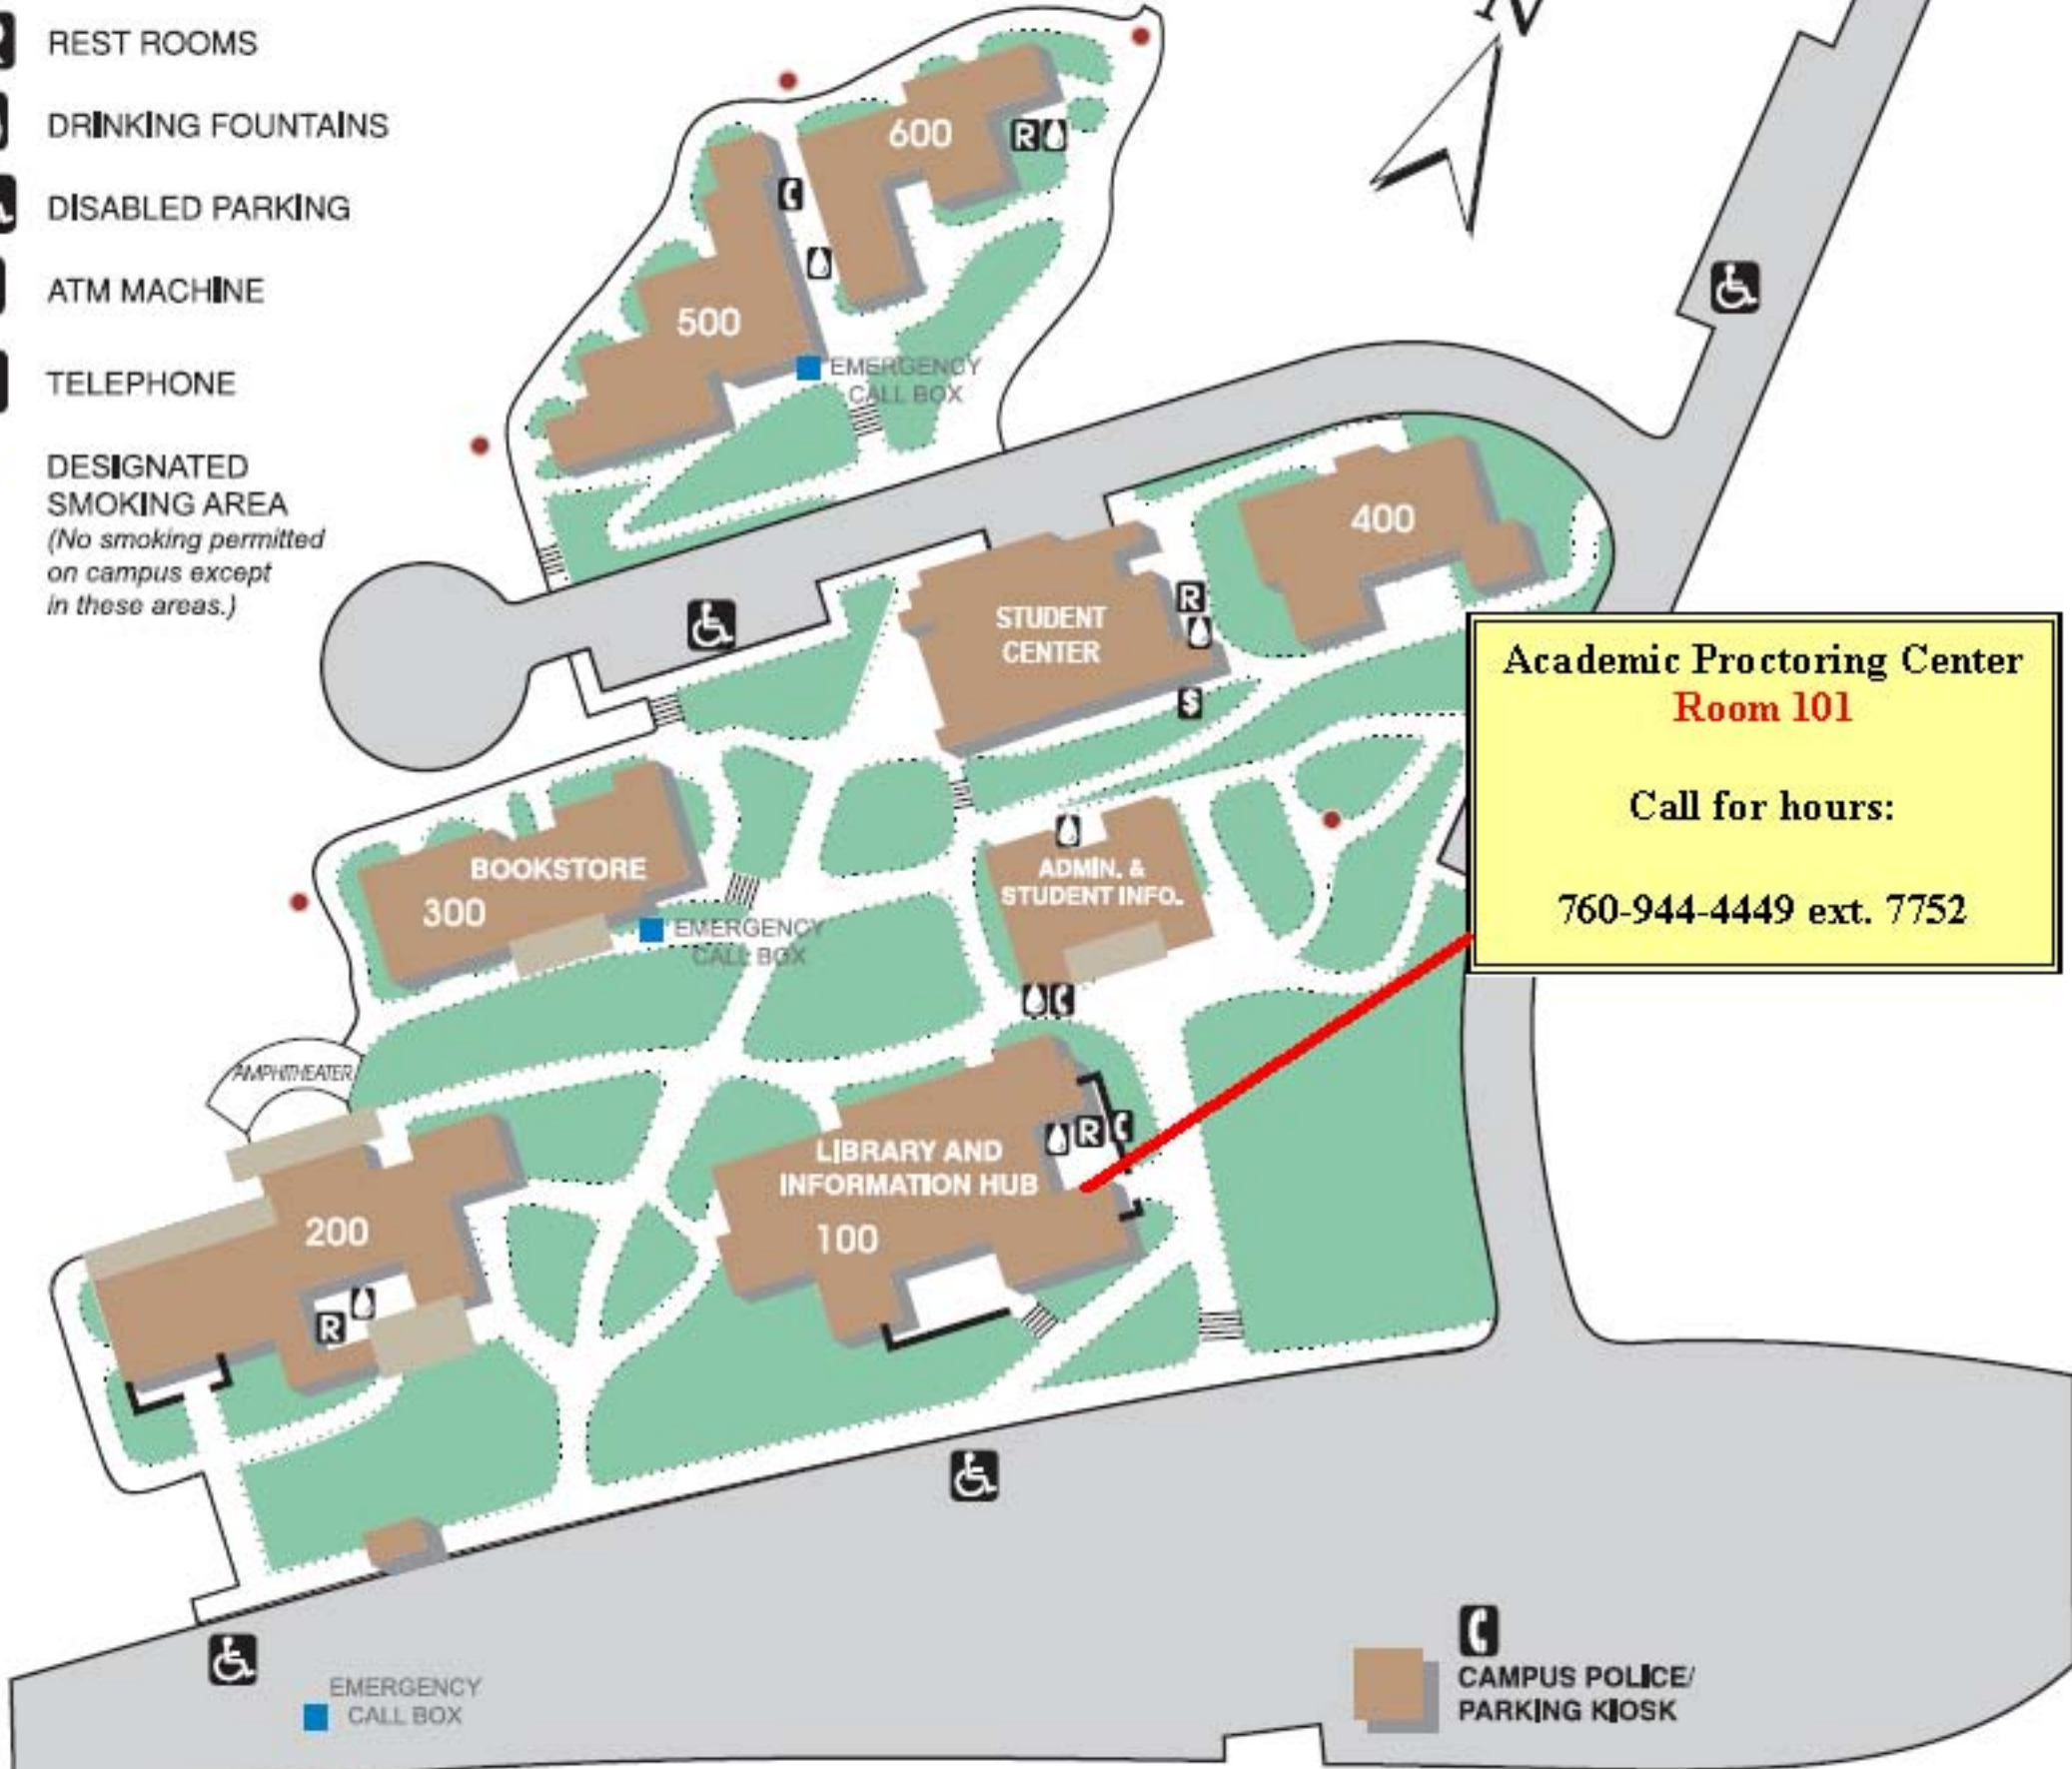 N
R REST ROOMS
DRINKING FOUNTAINS
DISABLED PARKING
ATM MACHINE
TELEPHONE
DESIGNATED
SMOKING AREA
(No smoking permitted
on campus except
in these areas.)
600
R
500
EMERGENCY
CALL BOX
400
STUDENT
CENTER
R
$
Academic Proctoring Center
Room 101
Call for hours:
760-944-4449 ext. 7752
BOOKSTORE
300
EMERGENCY
CALL BOX
ADMIN. &
STUDENT INFO.
AMPHITHEATER
LIBRARY AND
INFORMATION HUB
100
R
200
R
EMERGENCY
CALL BOX
CAMPUS POLICE/
PARKING KIOSK